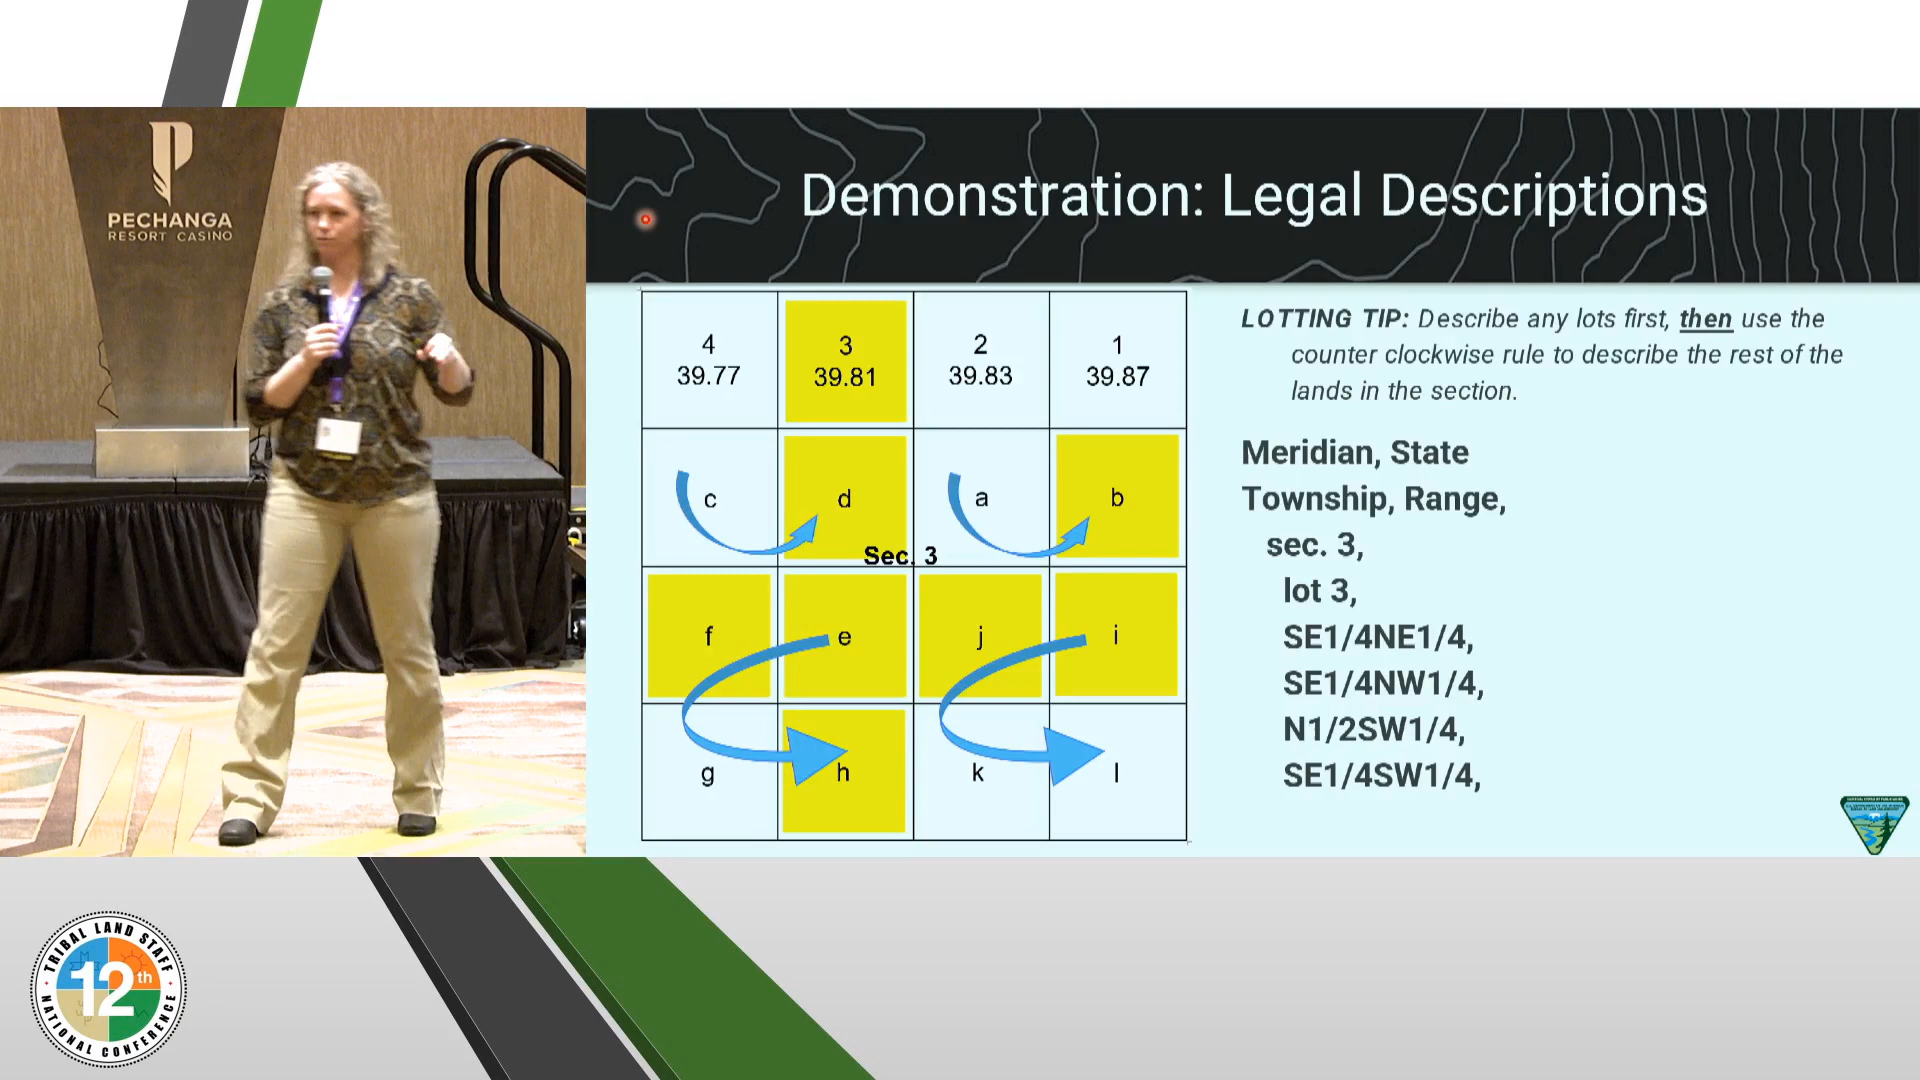 PECHANGA
RESORT CASINO
Demonstration: Legal Descriptions
4
39.77
3
39.81
2
39.83
1
39.87
c
d
a
b
Sec. 3
f
e
j
i
g
h
k
l
LOTTING TIP: Describe any lots first, then use the
counter clockwise rule to describe the rest of the
lands in the section.
Meridian, State
Township, Range,
sec. 3,
lot 3,
SE1/4NE1/4,
SE1/4NW1/4,
N1/2SW1/4,
SE1/4SW1/4,
TRIBAL LAND STAFF
12th
NATIONAL CONFERENCE